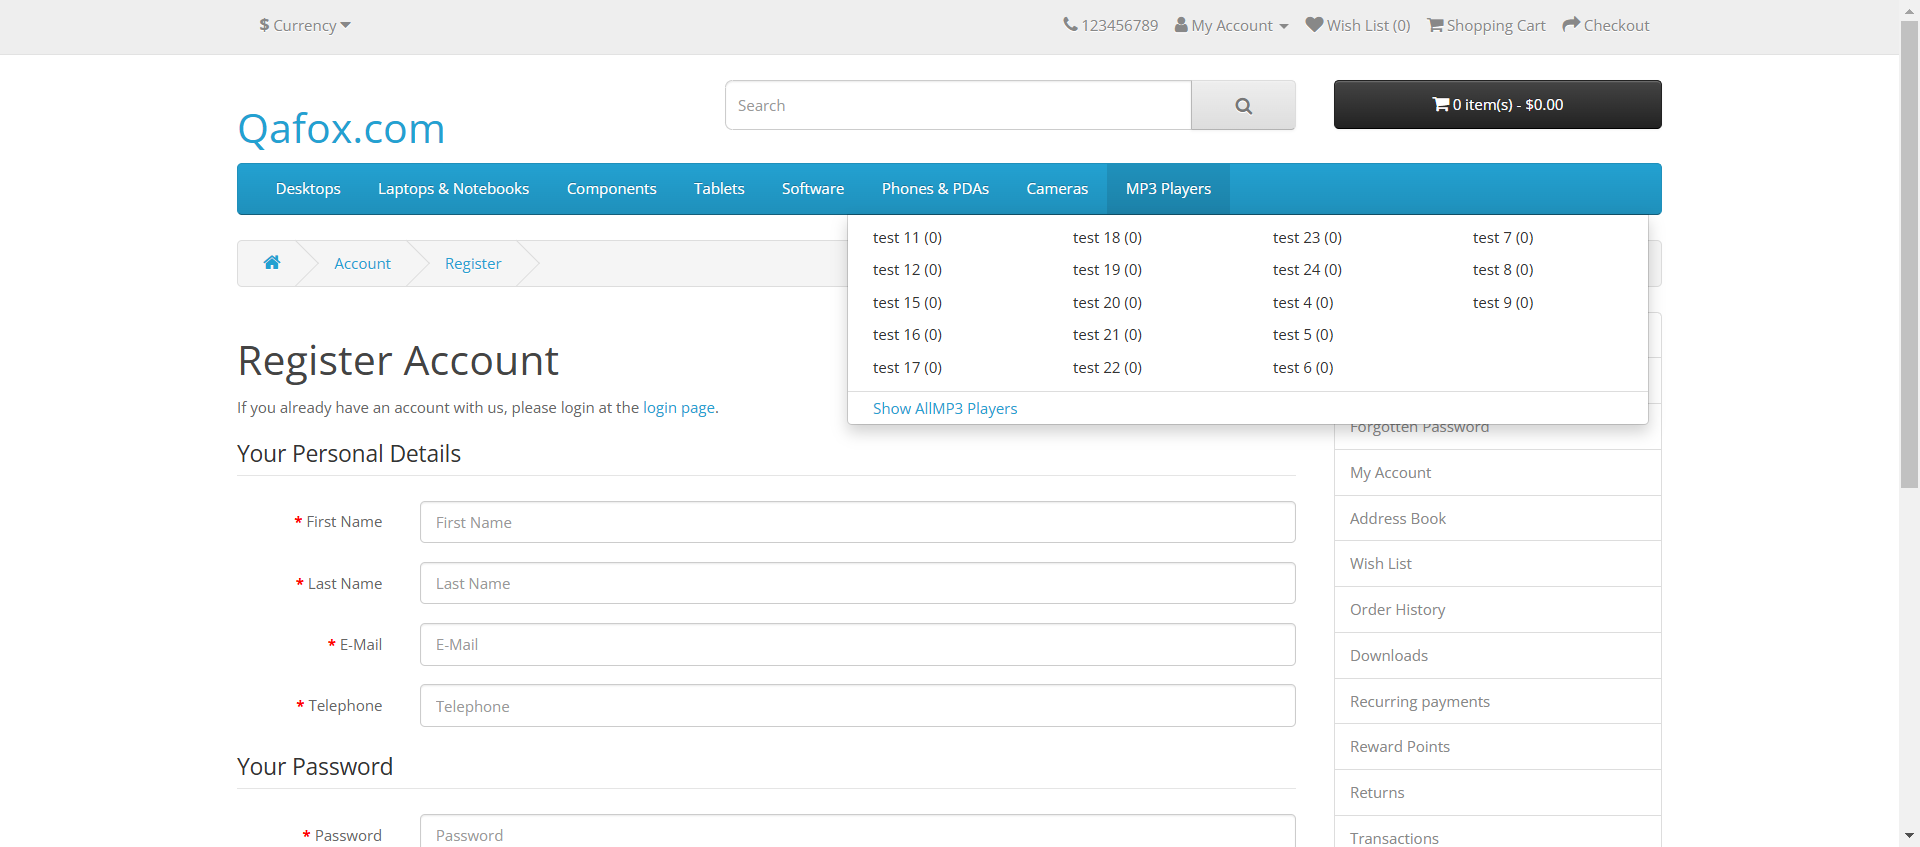 $ Currency
123456789 My Account Wish List (0) Shopping Cart Checkout
Qafox.com
Search
0 item(s) - $0.00
Desktops Laptops & Notebooks Components Tablets Software Phones & PDAs Cameras MP3 Players
test 11 (0) test 18 (0) test 23 (0) test 7 (0)
test 12 (0) test 19 (0) test 24 (0) test 8 (0)
test 15 (0) test 20 (0) test 4 (0) test 9 (0)
test 16 (0) test 21 (0) test 5 (0)
test 17 (0) test 22 (0) test 6 (0)
Show AllMP3 Players
Account Register
Register Account
If you already have an account with us, please login at the login page.
Your Personal Details
* First Name First Name
* Last Name Last Name
* E-Mail E-Mail
* Telephone Telephone
Your Password
* Password Password
Forgotten Password
My Account
Address Book
Wish List
Order History
Downloads
Recurring payments
Reward Points
Returns
Transactions